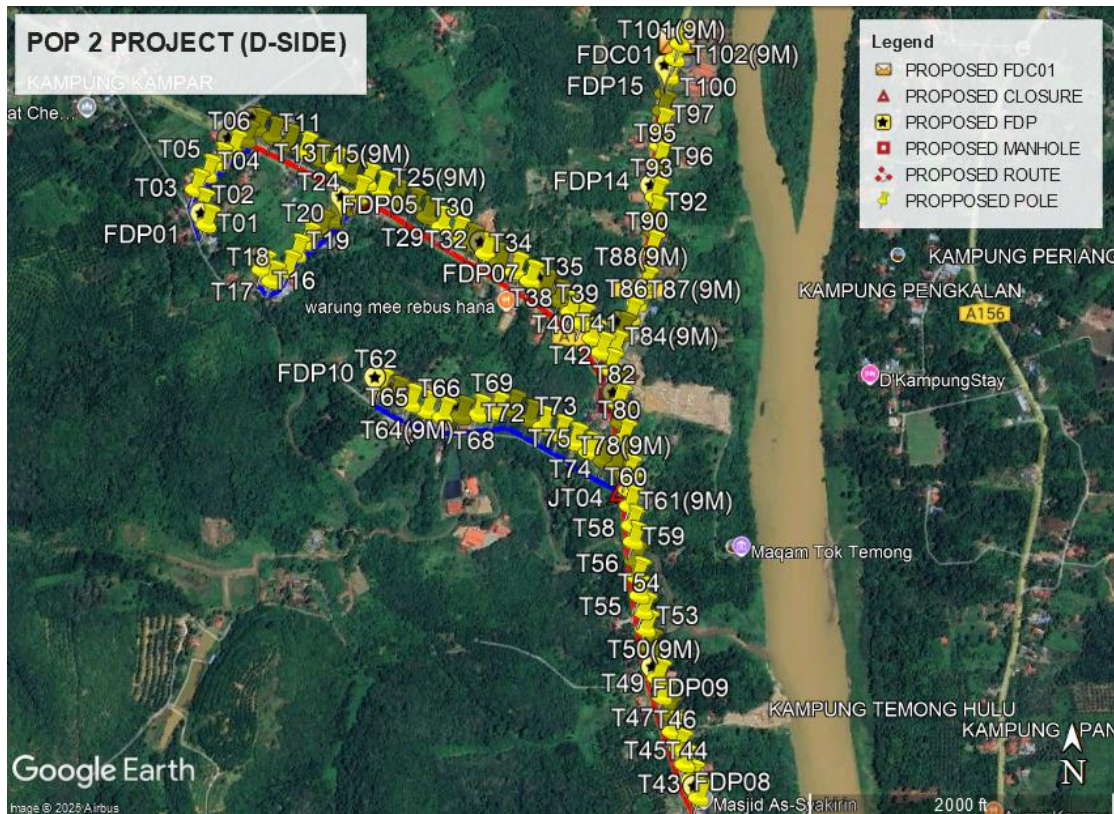 POP 2 PROJECT (D-SIDE)
KAMPUNG KAMPAR
at Che...
Legend
PROPOSED FDC01
PROPOSED CLOSURE
PROPOSED FDP
PROPOSED MANHOLE
PROPOSED ROUTE
PROPPOSED POLE
T101(9M)
FDC01
T102(9M)
FDP15
T100
T97
T95
T96
T93
FDP14
T92
T90
T88(9M)
T86
T87(9M)
T84(9M)
T82
T80
T06
T11
T05
T04
T13
T15(9M)
T03
T02
T24
T25(9M)
FDP05
T01
FDP01
T20
T19
T30
T29
T32
T34
T18
T16
T17
FDP07
T35
T38
T39
warung mee rebus hana
T40
T41
T42
KAMPUNG PERIANG
KAMPUNG PENGKALAN
A156
D'KampungStay
T62
FDP10
T65
T66
T69
T64(9M)
T68
T72
T73
T75
T78(9M)
T74
T60
JT04
T61(9M)
T58
T59
Maqam Tok Temong
T56
T54
T55
T53
T50(9M)
T49
FDP09
T47
T46
KAMPUNG TEMONG HULU
KAMPUNG
PAN
T45
T44
T43
FDP08
Masjid As-Syakirin
N
2000 ft
Google Earth
Image © 2025 Airbus